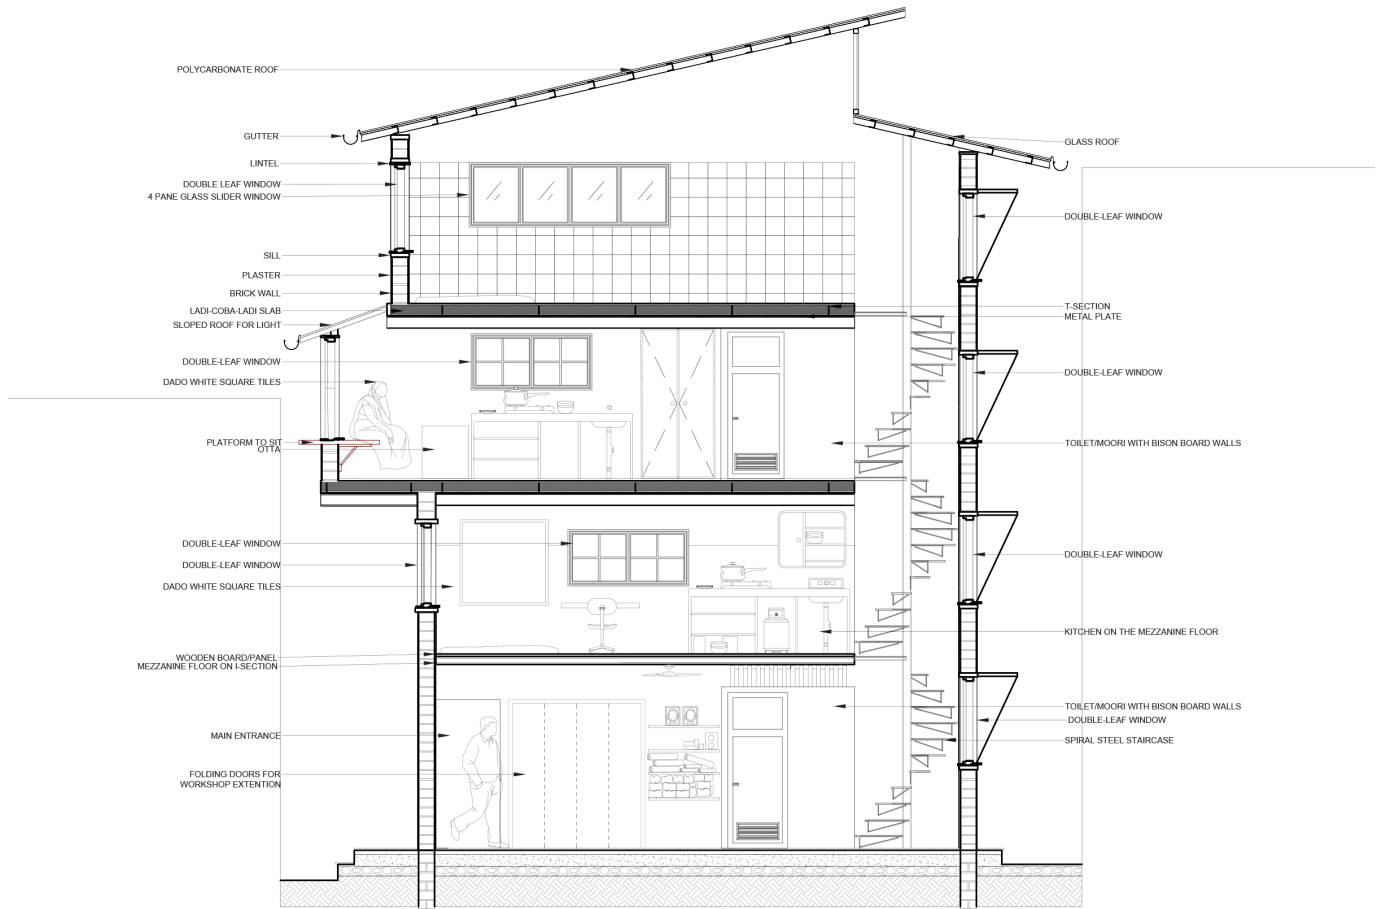 POLYCARBONATE ROOF
GUTTER
LINTEL
DOUBLE LEAF WINDOW
4 PANE GLASS SLIDER WINDOW
SILL
PLASTER
BRICK WALL
LADI-COBA-LADI SLAB
SLOPED ROOF FOR LIGHT
DOUBLE-LEAF WINDOW
DADO WHITE SQUARE TILES
PLATFORM TO SIT
OTTA
DOUBLE-LEAF WINDOW
DOUBLE-LEAF WINDOW
DADO WHITE SQUARE TILES
WOODEN BOARD/PANEL
MEZZANINE FLOOR ON I-SECTION
MAIN ENTRANCE
FOLDING DOORS FOR
WORKSHOP EXTENTION
GLASS ROOF
DOUBLE-LEAF WINDOW
T-SECTION
METAL PLATE
DOUBLE-LEAF WINDOW
TOILET/MOORI WITH BISON BOARD WALLS
DOUBLE-LEAF WINDOW
KITCHEN ON THE MEZZANINE FLOOR
TOILET/MOORI WITH BISON BOARD WALLS
DOUBLE-LEAF WINDOW
SPIRAL STEEL STAIRCASE